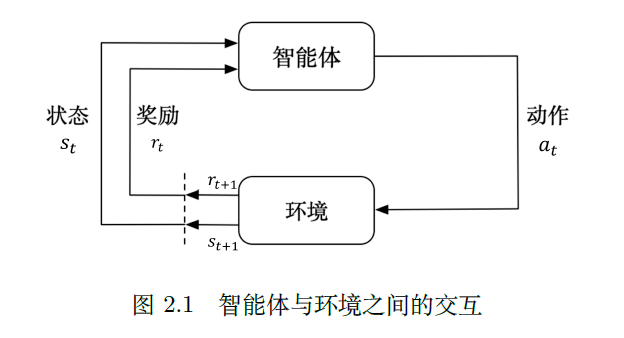 智能体
状态
s_t
奖励
r_t
动作
a_t
r_{t+1}
环境
s_{t+1}
图 2.1 智能体与环境之间的交互